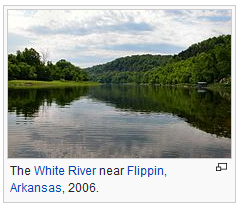 The White River near Flippin,
Arkansas, 2006.